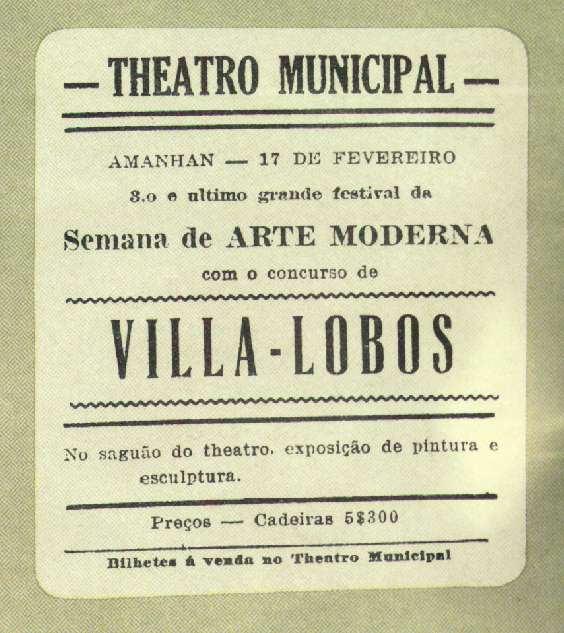 — THEATRO MUNICIPAL —
AMANHAN — 17 DE FEVEREIRO
3.o e ultimo grande festival da
Semana de ARTE MODERNA
com o concurso de
VILLA-LOBOS
No saguão do theatro, exposição de pintura e
esculptura.
Preços — Cadeiras 5$300
Bilhetes á venda no Theatro Municipal